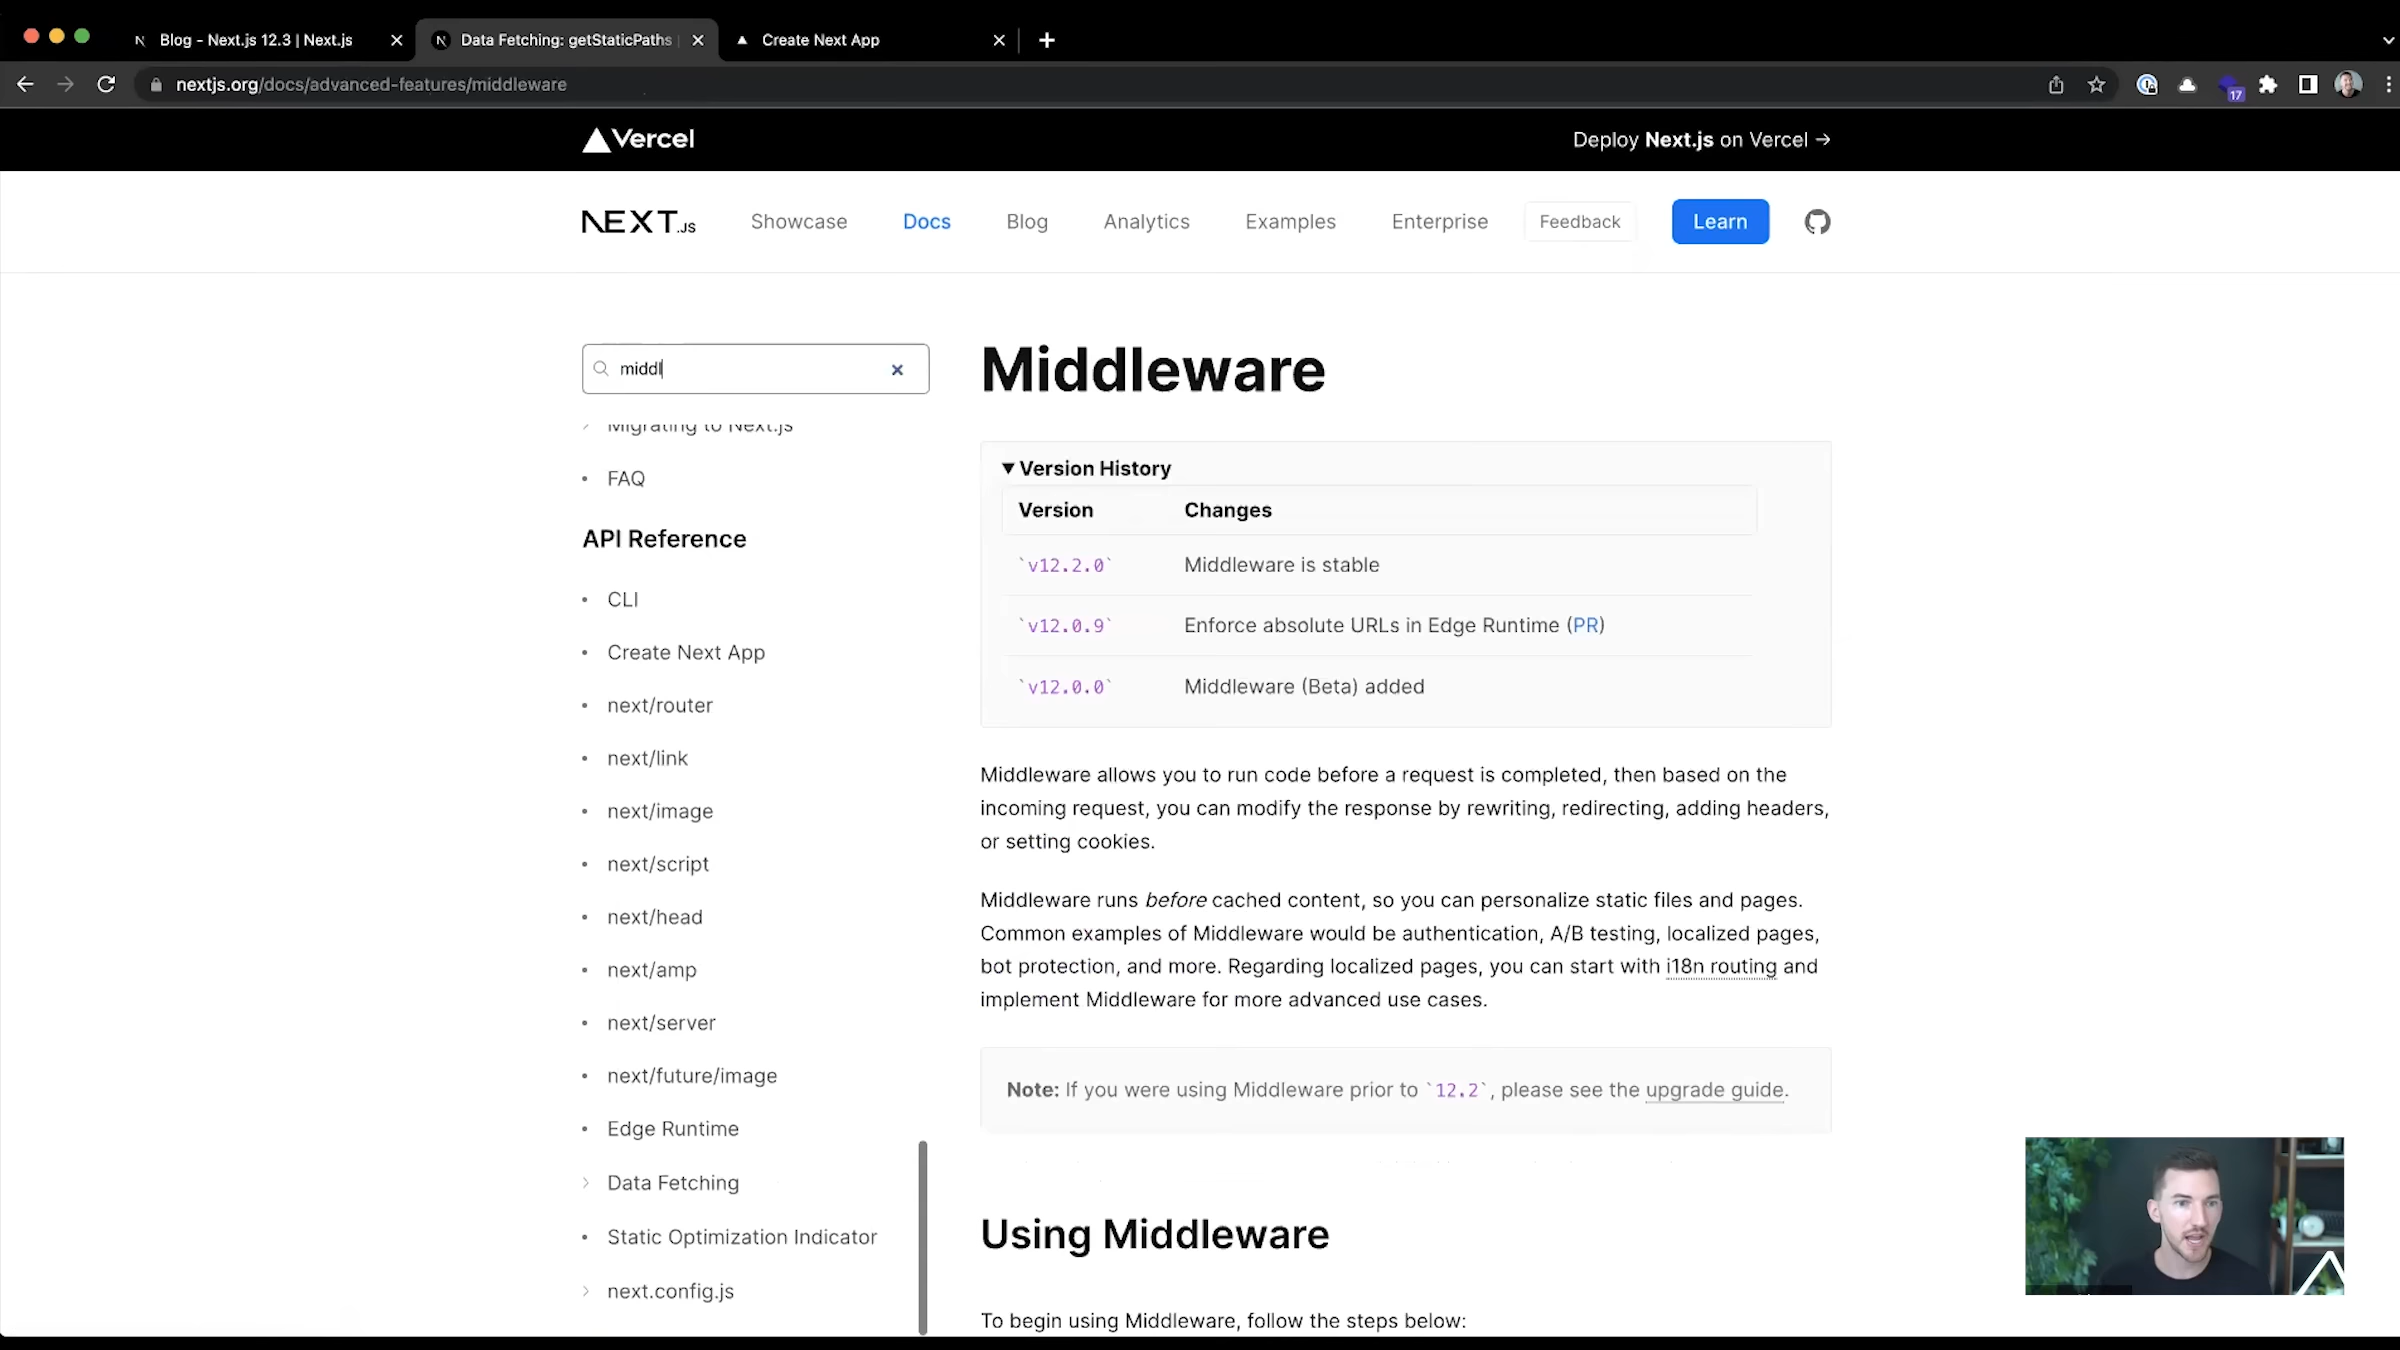 Blog - Next.js 12.3 | Next.js
Data Fetching: getStaticPaths |
Create Next App
nextjs.org/docs/advanced-features/middleware
17
Vercel
Deploy Next.js on Vercel →
NEXT.JS
Showcase
Docs
Blog
Analytics
Examples
Enterprise
Feedback
Learn
middl
Migrating to Next.js
FAQ
API Reference
CLI
Create Next App
next/router
next/link
next/image
next/script
next/head
next/amp
next/server
next/future/image
Edge Runtime
Data Fetching
Static Optimization Indicator
next.config.js
Middleware
▼ Version History
Version Changes
`v12.2.0` Middleware is stable
`v12.0.9` Enforce absolute URLs in Edge Runtime (PR)
`v12.0.0` Middleware (Beta) added
Middleware allows you to run code before a request is completed, then based on the
incoming request, you can modify the response by rewriting, redirecting, adding headers,
or setting cookies.
Middleware runs before cached content, so you can personalize static files and pages.
Common examples of Middleware would be authentication, A/B testing, localized pages,
bot protection, and more. Regarding localized pages, you can start with i18n routing and
implement Middleware for more advanced use cases.
Note: If you were using Middleware prior to `12.2`, please see the upgrade guide.
Using Middleware
To begin using Middleware, follow the steps below: